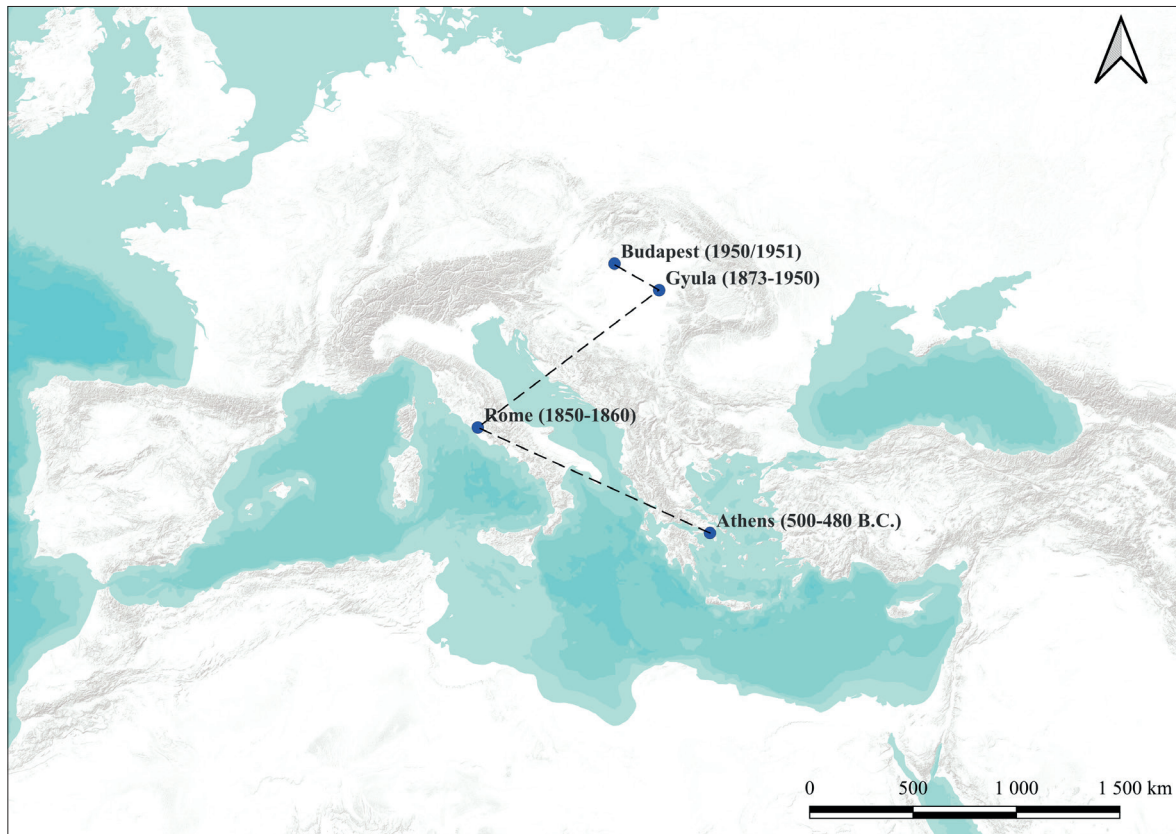 Budapest (1950/1951)
Gyula (1873-1950)
Rome (1850-1860)
Athens (500-480 B.C.)
0 500 1 000 1 500 km